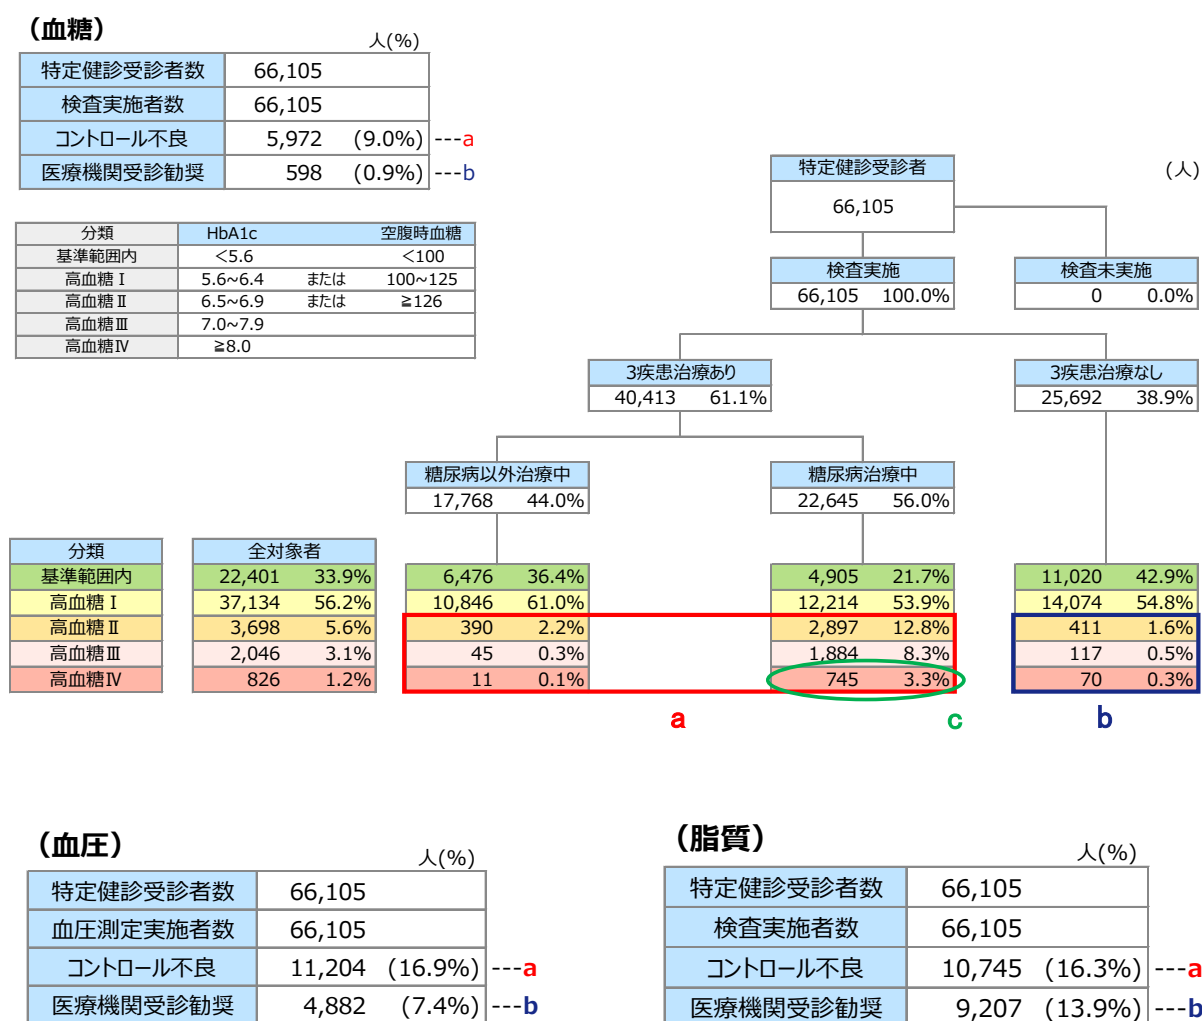 （血糖）
人(%)
特定健診受診者数 66,105
検査実施者数 66,105
コントロール不良 5,972 (9.0%) ---a
医療機関受診勧奨 598 (0.9%) ---b
分類 HbA1c 空腹時血糖
基準範囲内 <5.6 <100
高血糖Ⅰ 5.6~6.4 または 100~125
高血糖Ⅱ 6.5~6.9 または ≧126
高血糖Ⅲ 7.0~7.9
高血糖Ⅳ ≧8.0
特定健診受診者 (人)
66,105
検査実施 検査未実施
66,105 100.0% 0 0.0%
3疾患治療あり 3疾患治療なし
40,413 61.1% 25,692 38.9%
糖尿病以外治療中 糖尿病治療中
17,768 44.0% 22,645 56.0%
分類 全対象者
基準範囲内 22,401 33.9% 6,476 36.4% 4,905 21.7% 11,020 42.9%
高血糖Ⅰ 37,134 56.2% 10,846 61.0% 12,214 53.9% 14,074 54.8%
高血糖Ⅱ 3,698 5.6% 390 2.2% 2,897 12.8% 411 1.6%
高血糖Ⅲ 2,046 3.1% 45 0.3% 1,884 8.3% 117 0.5%
高血糖Ⅳ 826 1.2% 11 0.1% 745 3.3% 70 0.3%
a c b
（血圧）
人(%)
特定健診受診者数 66,105
血圧測定実施者数 66,105
コントロール不良 11,204 (16.9%) ---a
医療機関受診勧奨 4,882 (7.4%) ---b
（脂質）
人(%)
特定健診受診者数 66,105
検査実施者数 66,105
コントロール不良 10,745 (16.3%) ---a
医療機関受診勧奨 9,207 (13.9%) ---b